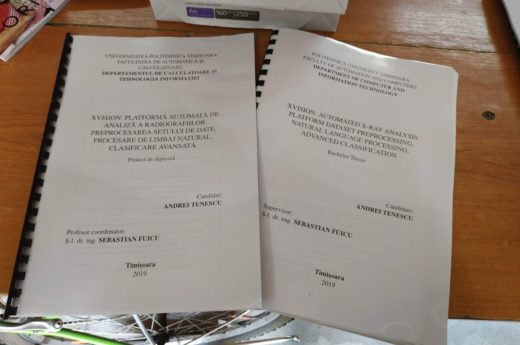 A4
160
250
UNIVERSITATEA POLITEHNICA TIMIȘOARA
FACULTATEA DE AUTOMATICĂ ȘI
CALCULATOARE
DEPARTAMENTUL DE CALCULATOARE ȘI
TEHNOLOGIA INFORMAȚIEI
XVISION: PLATFORMĂ AUTOMATĂ DE
ANALIZĂ A RADIOGRAFIILOR
PREPROCESAREA SETULUI DE DATE,
PROCESARE DE LIMBAJ NATURAL,
CLASIFICARE AVANSATĂ
Proiect de diplomă
Candidat:
ANDREI TENESCU
Profesor coordonator:
S-l. dr. ing. SEBASTIAN FUICU
Timișoara
2019
POLITEHNICA UNIVERSITY TIMIȘOARA
FACULTY OF AUTOMATION AND COMPUTERS
DEPARTMENT OF COMPUTER AND
INFORMATION TECHNOLOGY
XVISION: AUTOMATED X-RAY ANALYSIS
PLATFORM DATASET PREPROCESSING,
NATURAL LANGUAGE PROCESSING,
ADVANCED CLASSIFICATION
Bachelor Thesis
Candidate:
ANDREI TENESCU
Supervisor:
S-l. dr. eng. SEBASTIAN FUICU
Timișoara
2019